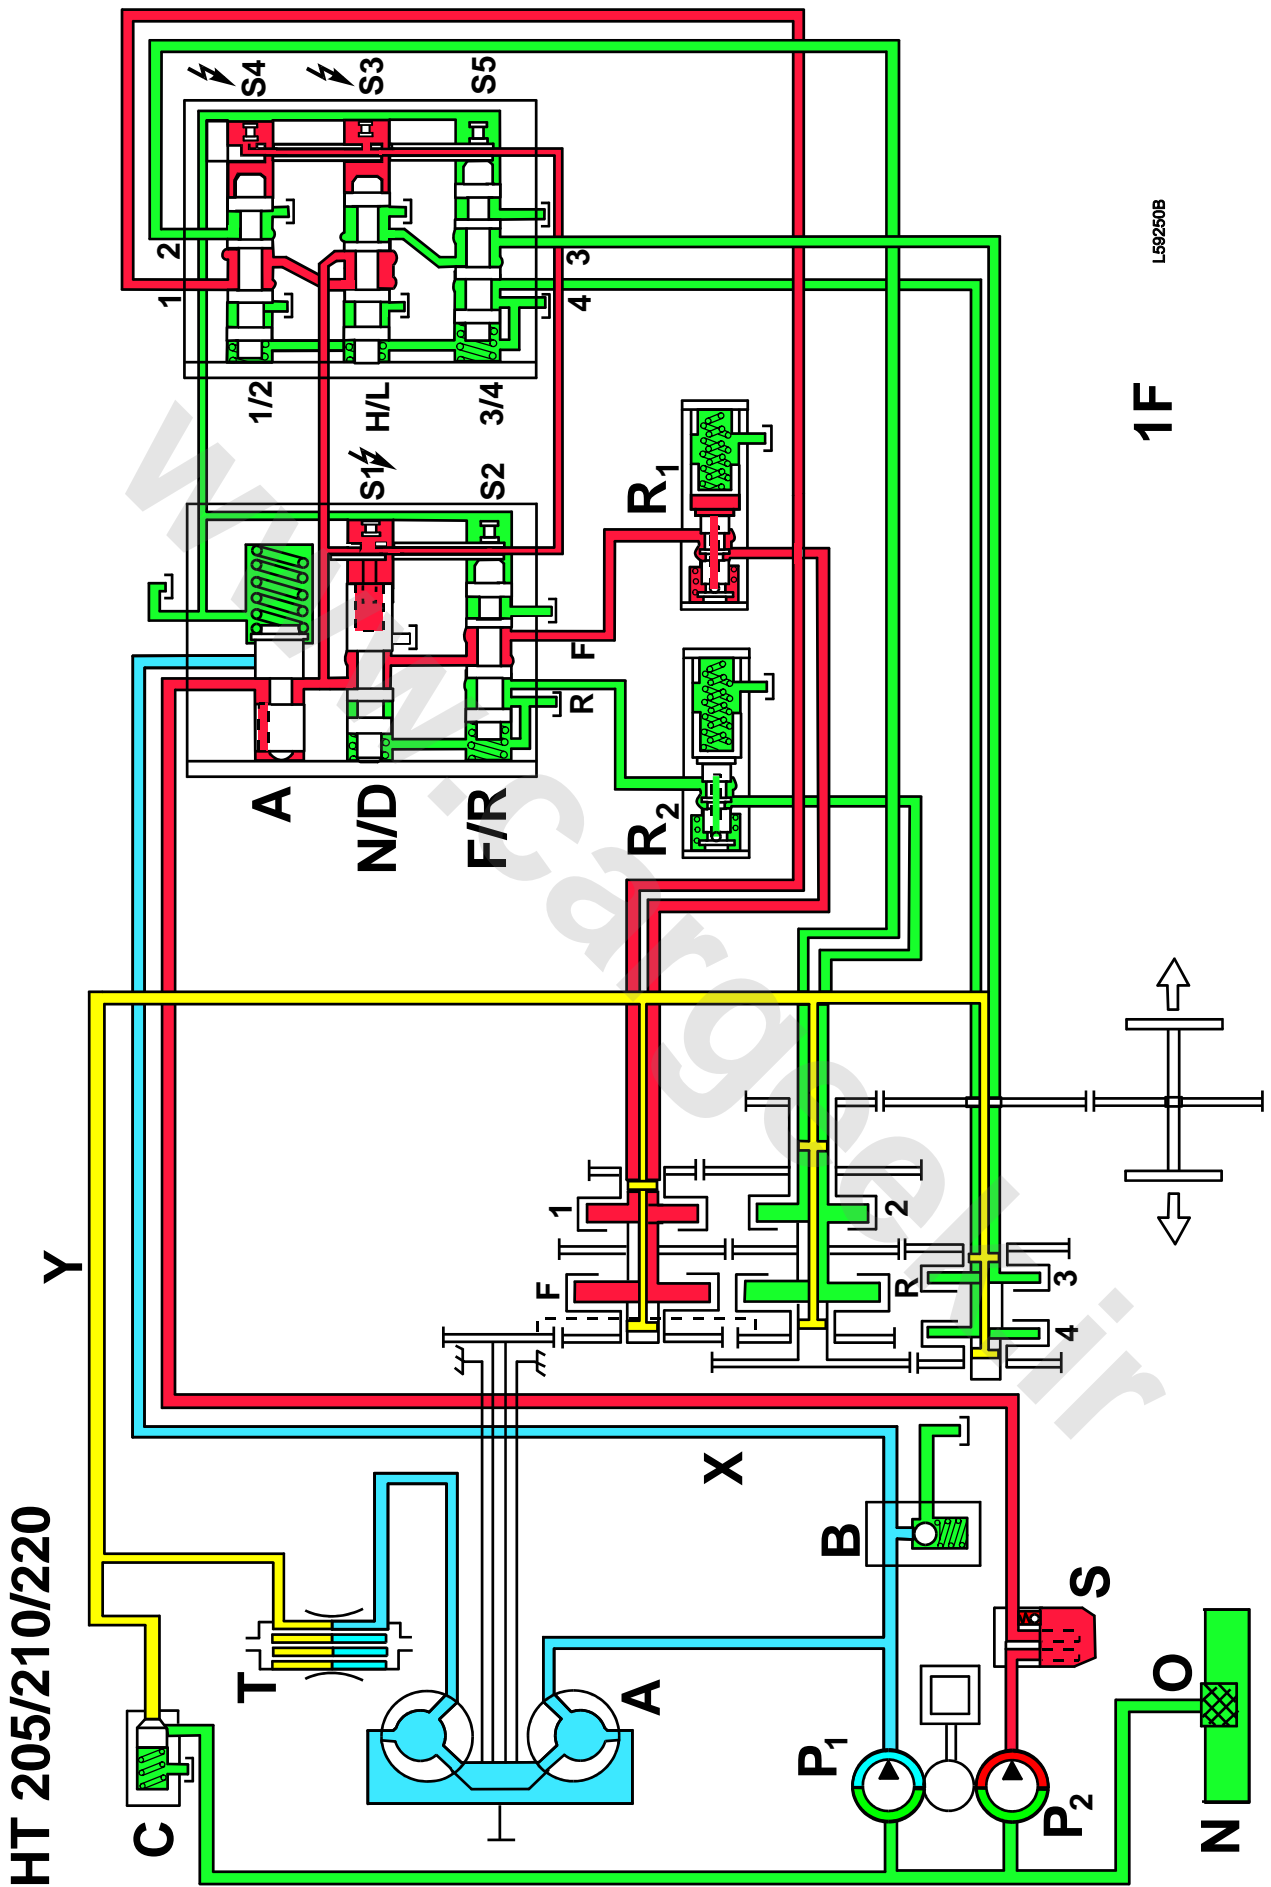 HT 205/210/220
C
T
A
Y
X
B
P1
P2
S
O
N
F
1
R
2
4
3
A
N/D
F/R
S1
S2
R
F
R2
R1
1
2
S4
S3
S5
1/2
H/L
3/4
4
3
1F
L59250B
www.cargeek.ir